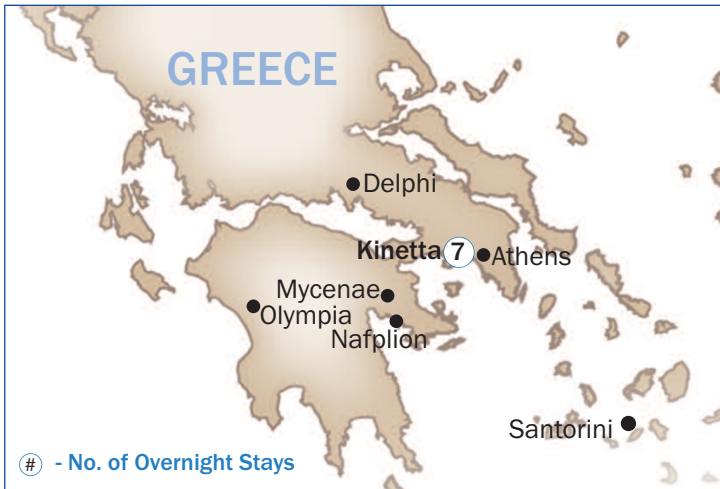 GREECE
Delphi
Kinetta 7
Athens
Mycenae
Olympia
Nafplion
Santorini
# - No. of Overnight Stays